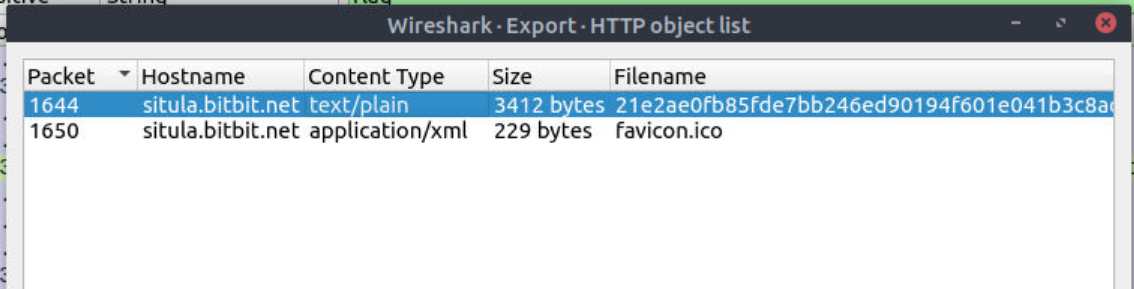 Wireshark · Export · HTTP object list
Packet Hostname Content Type Size Filename
1644 situla.bitbit.net text/plain 3412 bytes 21e2ae0fb85fde7bb246ed90194f601e041b3c8a
1650 situla.bitbit.net application/xml 229 bytes favicon.ico